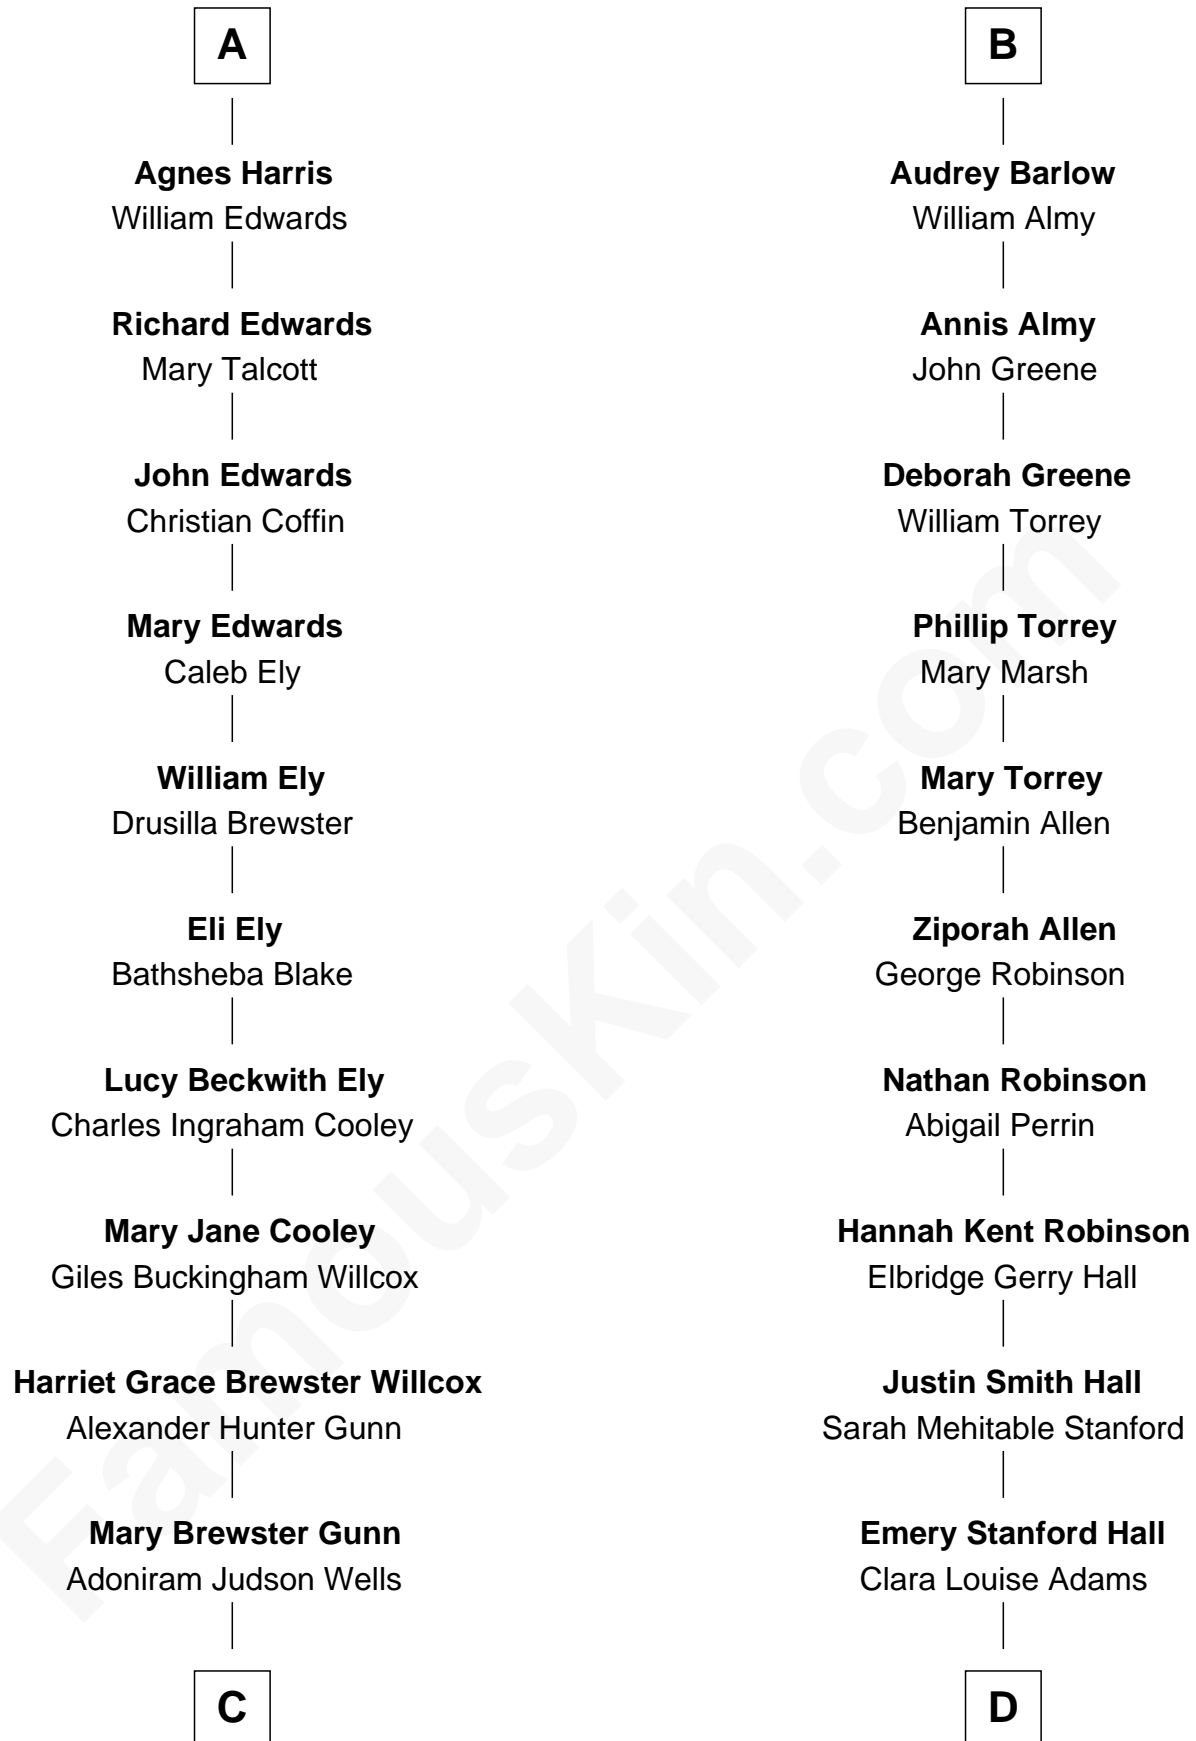 A
Agnes Harris
William Edwards
Richard Edwards
Mary Talcott
John Edwards
Christian Coffin
Mary Edwards
Caleb Ely
William Ely
Drusilla Brewster
Eli Ely
Bathsheba Blake
Lucy Beckwith Ely
Charles Ingraham Cooley
Mary Jane Cooley
Giles Buckingham Willcox
Harriet Grace Brewster Willcox
Alexander Hunter Gunn
Mary Brewster Gunn
Adoniram Judson Wells
C
B
Audrey Barlow
William Almy
Annis Almy
John Greene
Deborah Greene
William Torrey
Phillip Torrey
Mary Marsh
Mary Torrey
Benjamin Allen
Ziporah Allen
George Robinson
Nathan Robinson
Abigail Perrin
Hannah Kent Robinson
Elbridge Gerry Hall
Justin Smith Hall
Sarah Mehitable Stanford
Emery Stanford Hall
Clara Louise Adams
D
FamousKin.com